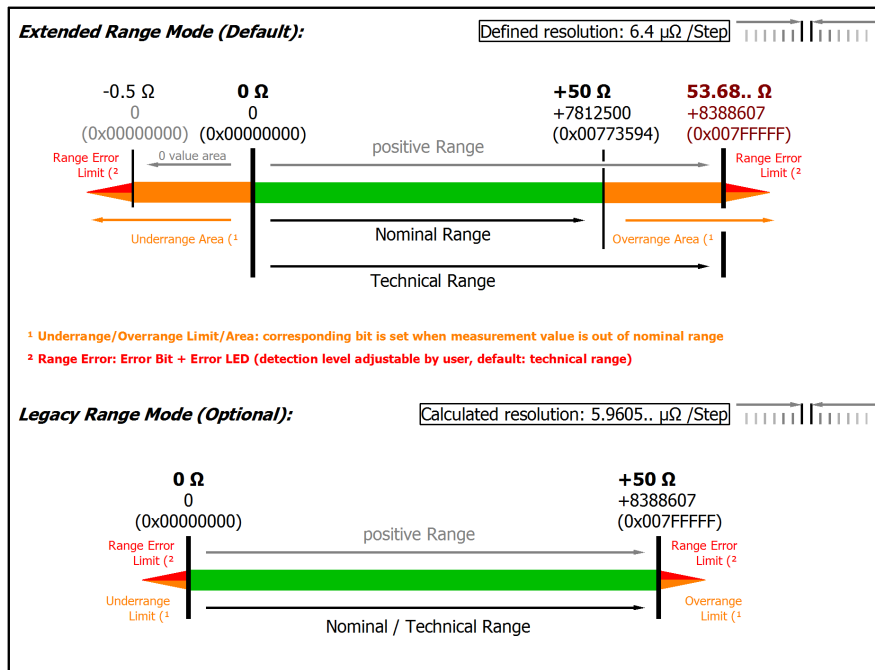 Extended Range Mode (Default):
Defined resolution: 6.4 µΩ /Step
-0.5 Ω
0
(0x00000000)
0 Ω
0
(0x00000000)
+50 Ω
+7812500
(0x00773594)
53.68.. Ω
+8388607
(0x007FFFFF)
Range Error
Limit (²
0 value area
positive Range
Range Error
Limit (²
Underrange Area (¹
Nominal Range
Overrange Area (¹
Technical Range
¹ Underrange/Overrange Limit/Area: corresponding bit is set when measurement value is out of nominal range
² Range Error: Error Bit + Error LED (detection level adjustable by user, default: technical range)
Legacy Range Mode (Optional):
Calculated resolution: 5.9605.. µΩ /Step
0 Ω
0
(0x00000000)
+50 Ω
+8388607
(0x007FFFFF)
Range Error
Limit (²
positive Range
Range Error
Limit (²
Underrange
Limit (¹
Nominal / Technical Range
Overrange
Limit (¹